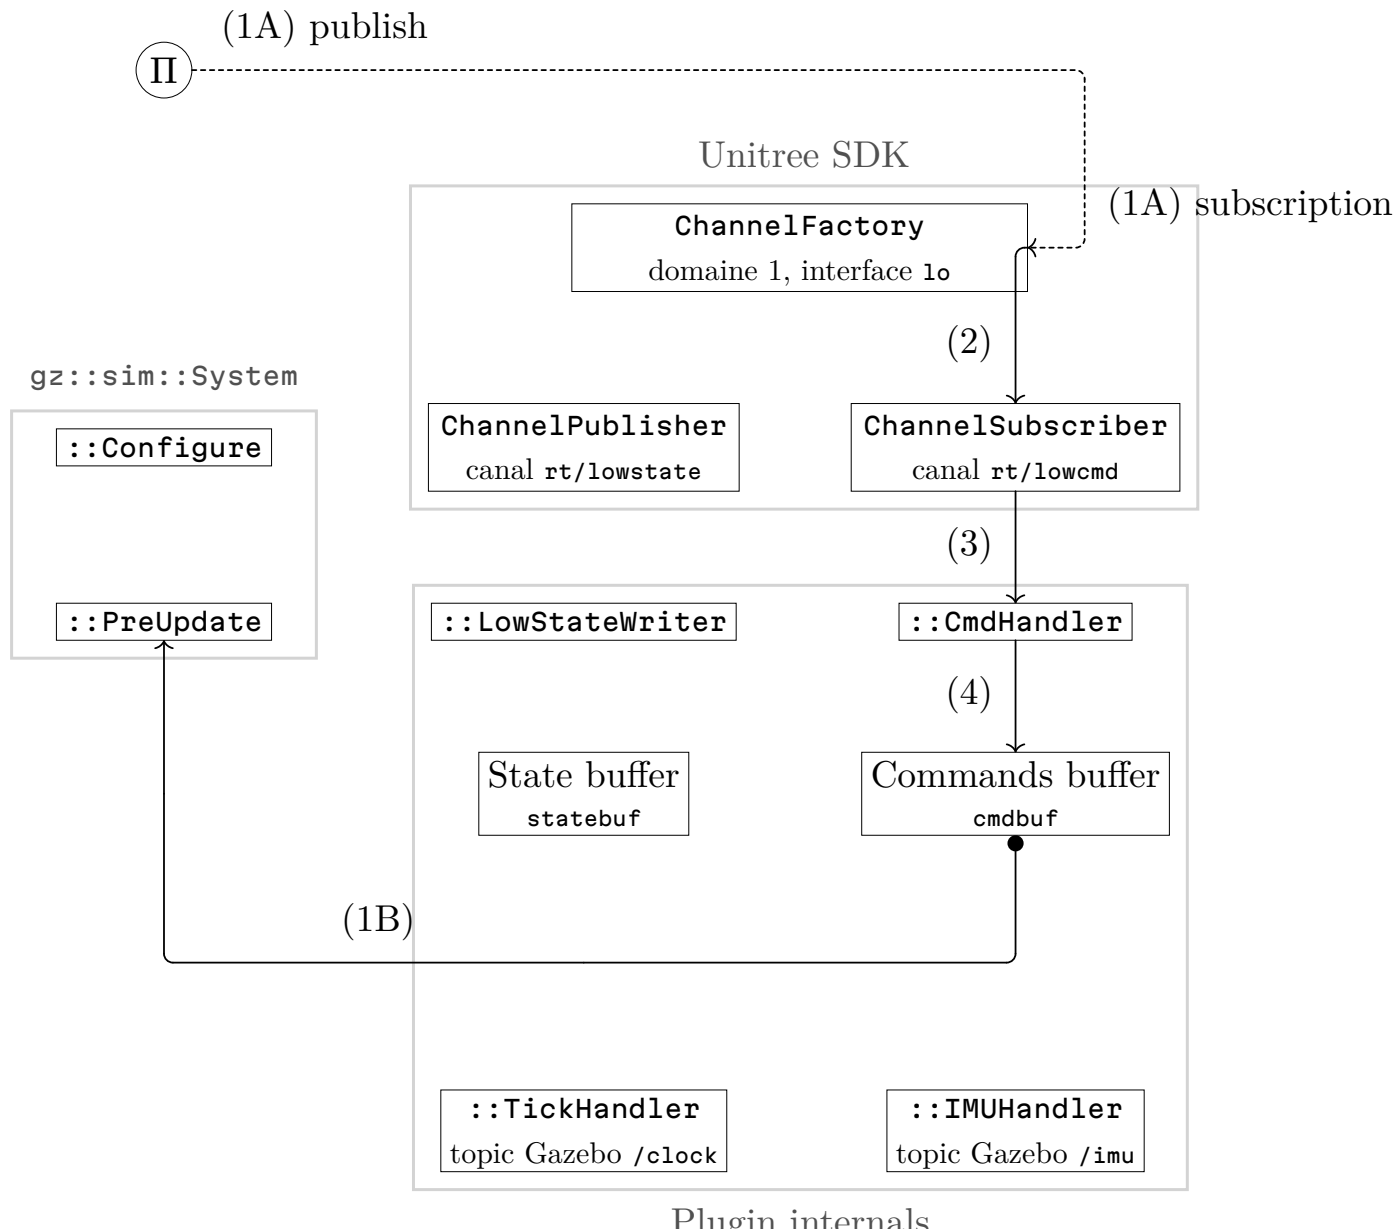 (1A) publish
Π
Unitree SDK
(1A) subscription
ChannelFactory
domaine 1, interface lo
(2)
gz::sim::System
::Configure
ChannelPublisher
canal rt/lowstate
ChannelSubscriber
canal rt/lowcmd
(3)
::PreUpdate
::LowStateWriter
::CmdHandler
(4)
State buffer
statebuf
Commands buffer
cmdbuf
(1B)
::TickHandler
topic Gazebo /clock
::IMUHandler
topic Gazebo /imu
Plugin internals